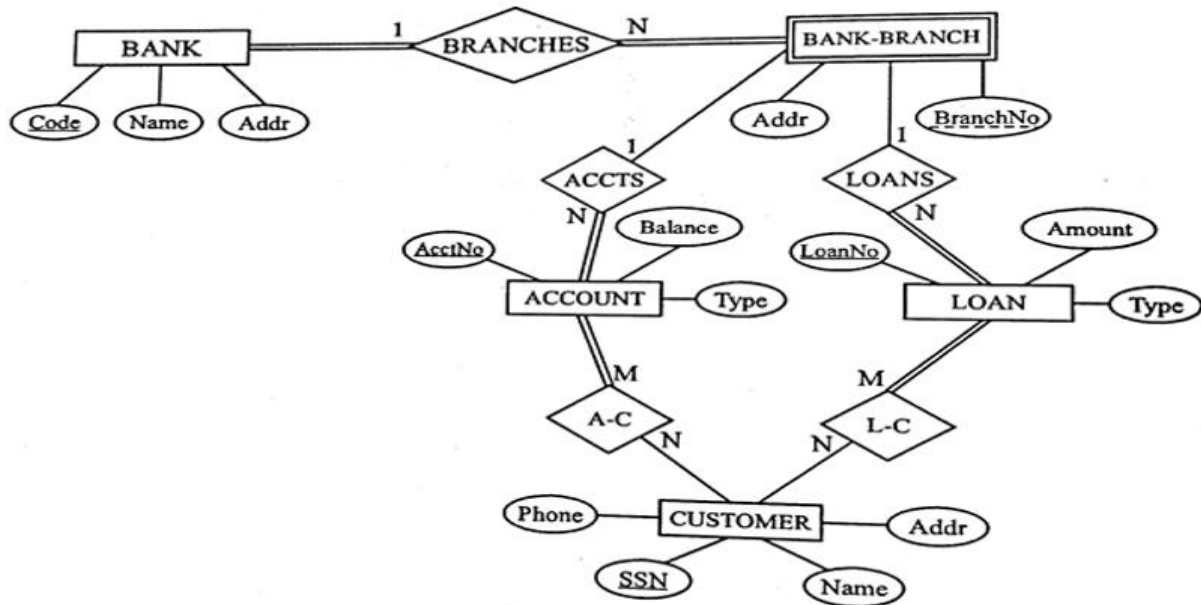 1 N
BANK BRANCHES BANK-BRANCH
Code Name Addr Addr BranchNo
1 1
ACCTS LOANS
N N
AcctNo Balance LoanNo Amount
ACCOUNT Type LOAN Type
M M
A-C L-C
N N
Phone CUSTOMER Addr
SSN Name